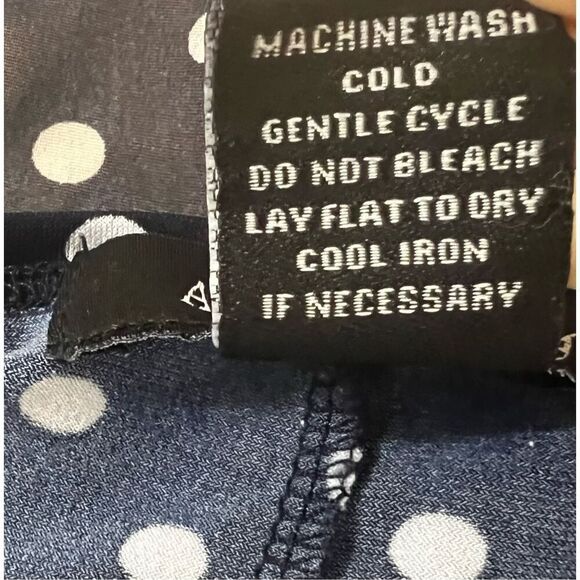 MACHINE WASH
COLD
GENTLE CYCLE
DO NOT BLEACH
LAY FLAT TO DRY
COOL IRON
IF NECESSARY